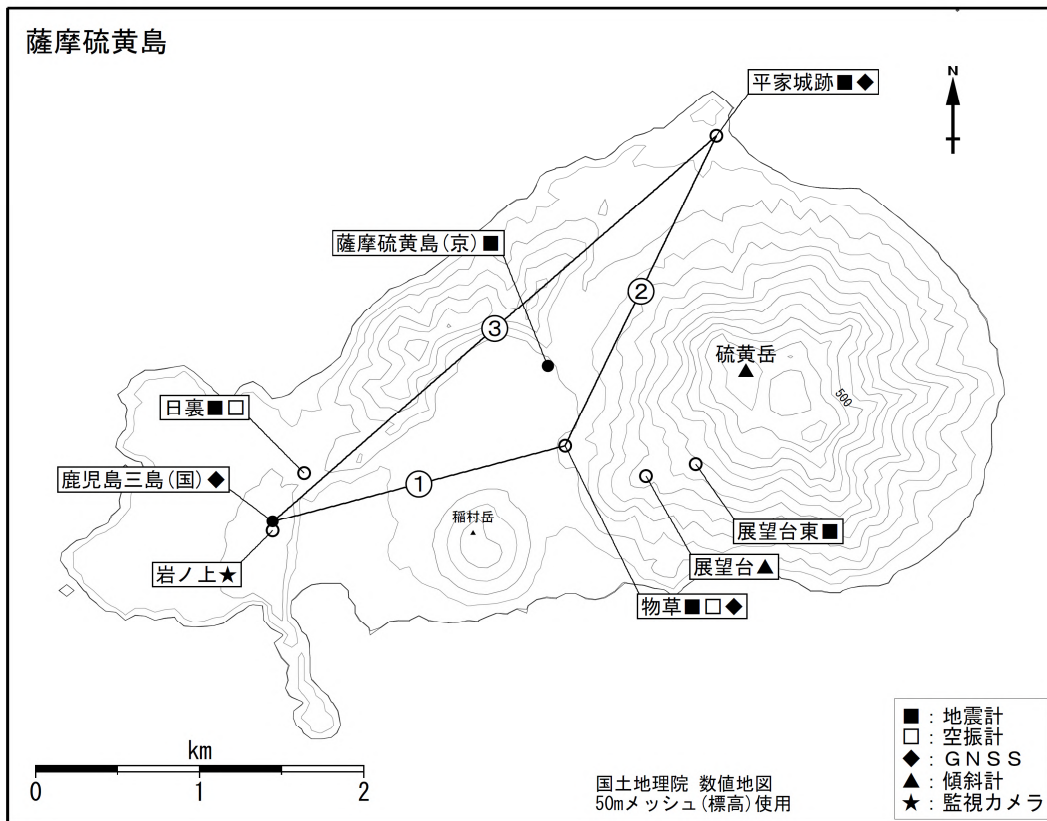 薩摩硫黄島
平家城跡■◆
N
薩摩硫黄島(京)■
②
③
硫黄岳
500
日裏■□
鹿児島三島(国)◆
①
稲村岳
展望台東■
岩ノ上★
展望台▲
物草■□◆
km
0 1 2
国土地理院 数値地図
50mメッシュ(標高)使用
■:地震計
□:空振計
◆:GNSS
▲:傾斜計
★:監視カメラ